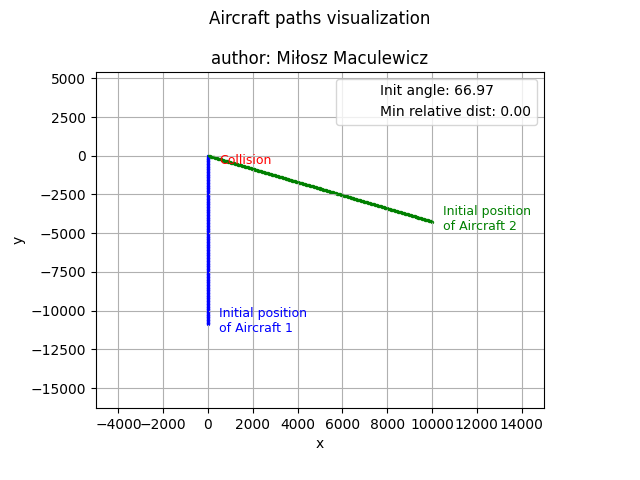 Aircraft paths visualization
author: Miłosz Maculewicz
Init angle: 66.97
Min relative dist: 0.00
5000
2500
0
−2500
−5000
−7500
−10000
−12500
−15000
y
Collision
Initial position
of Aircraft 2
Initial position
of Aircraft 1
−4000 −2000 0 2000 4000 6000 8000 10000 12000 14000
x